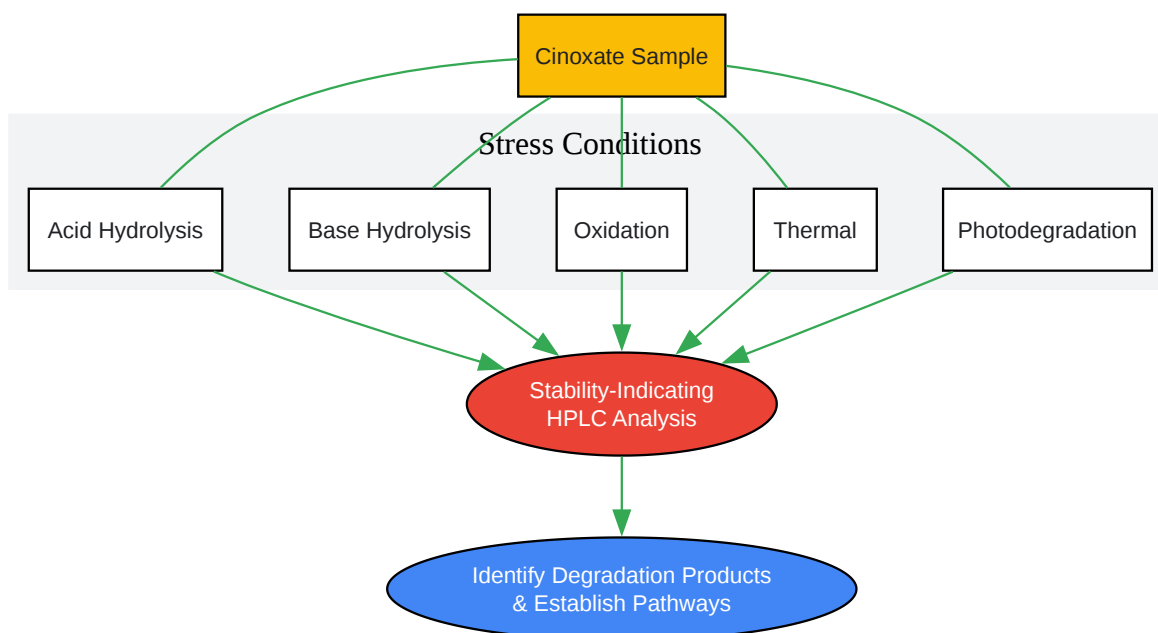 Cinoxate Sample
Stress Conditions
Acid Hydrolysis
Base Hydrolysis
Oxidation
Thermal
Photodegradation
Stability-Indicating
HPLC Analysis
Identify Degradation Products
& Establish Pathways